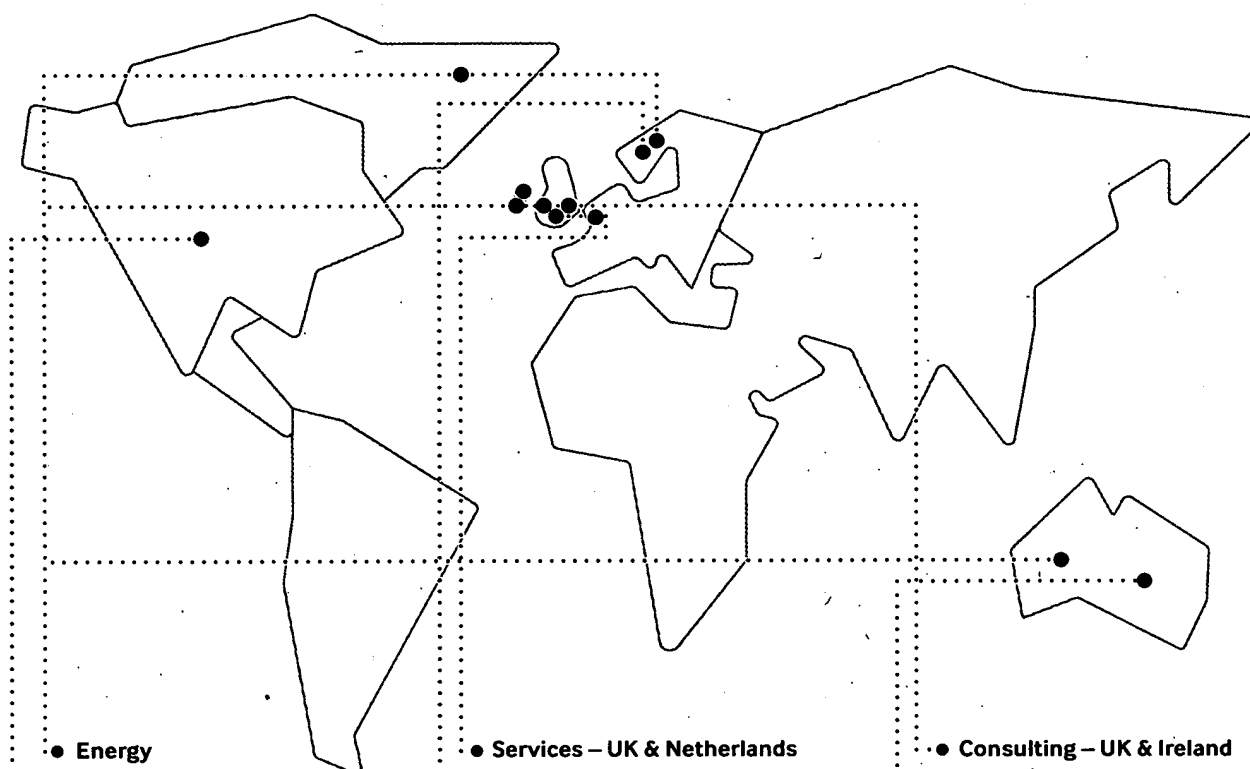 Energy
Services – UK & Netherlands
Consulting – UK & Ireland